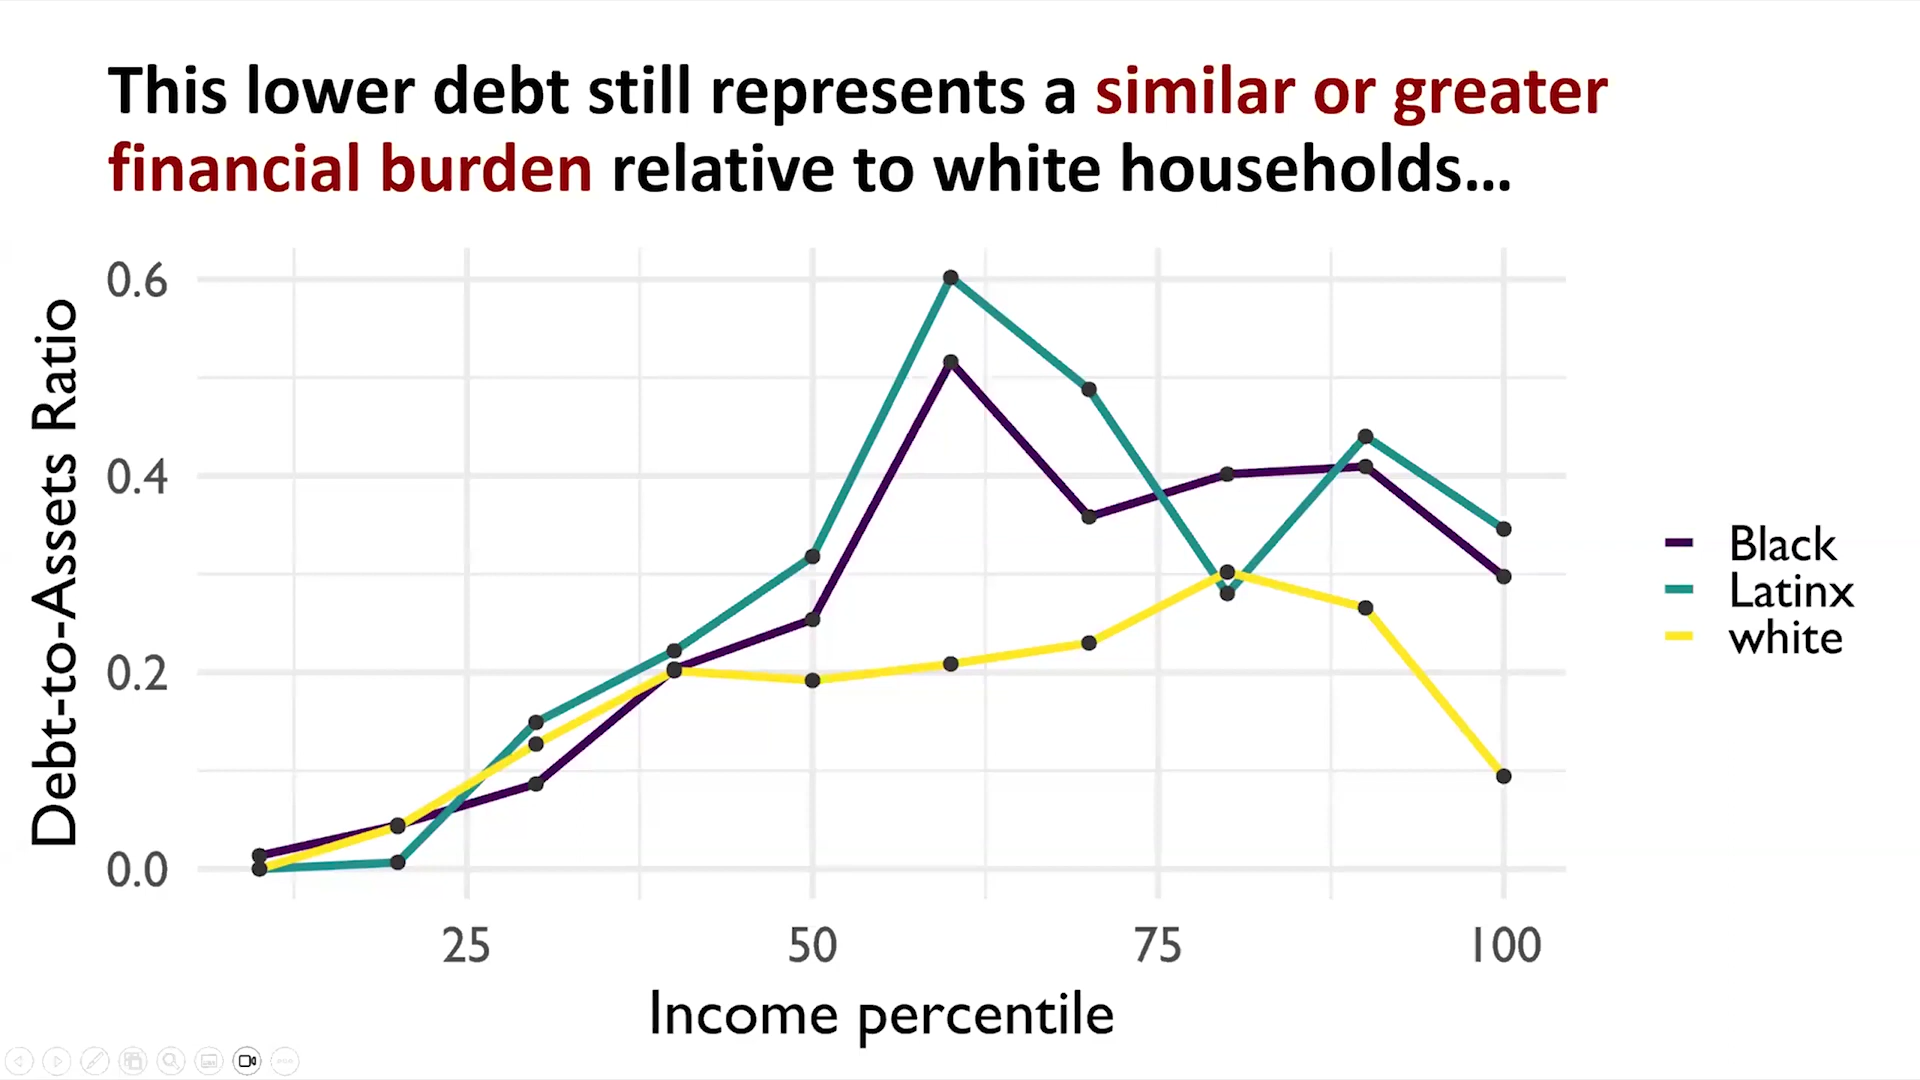 This lower debt still represents a similar or greater
financial burden relative to white households...
Debt-to-Assets Ratio
0.6
0.4
0.2
0.0
25 50 75 100
Income percentile
Black
Latinx
white